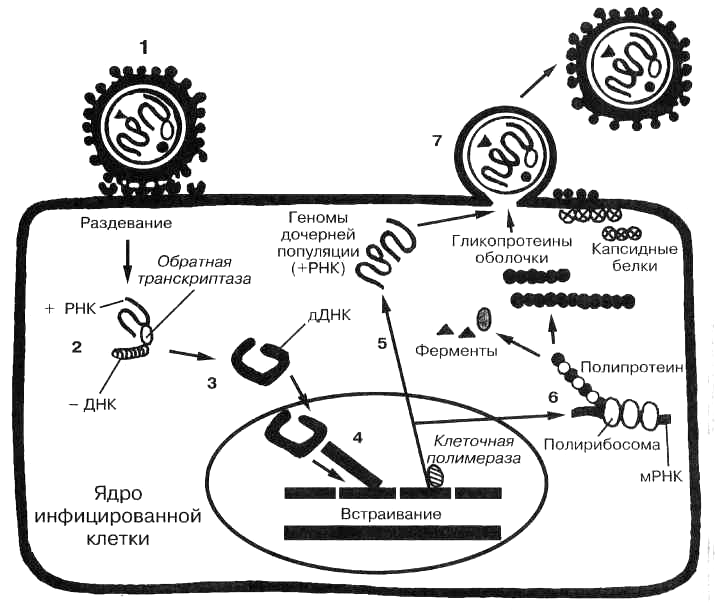 1
7
Раздевание
Геномы
дочерней
популяции
(+РНК)
Гликопротеины
оболочки
Капсидные
белки
Обратная
транскриптаза
+ РНК
2
– ДНК
3
дДНК
5
Ферменты
Полипротеин
6
Полирибосома
мРНК
4
Клеточная
полимераза
Встраивание
Ядро
инфицированной
клетки